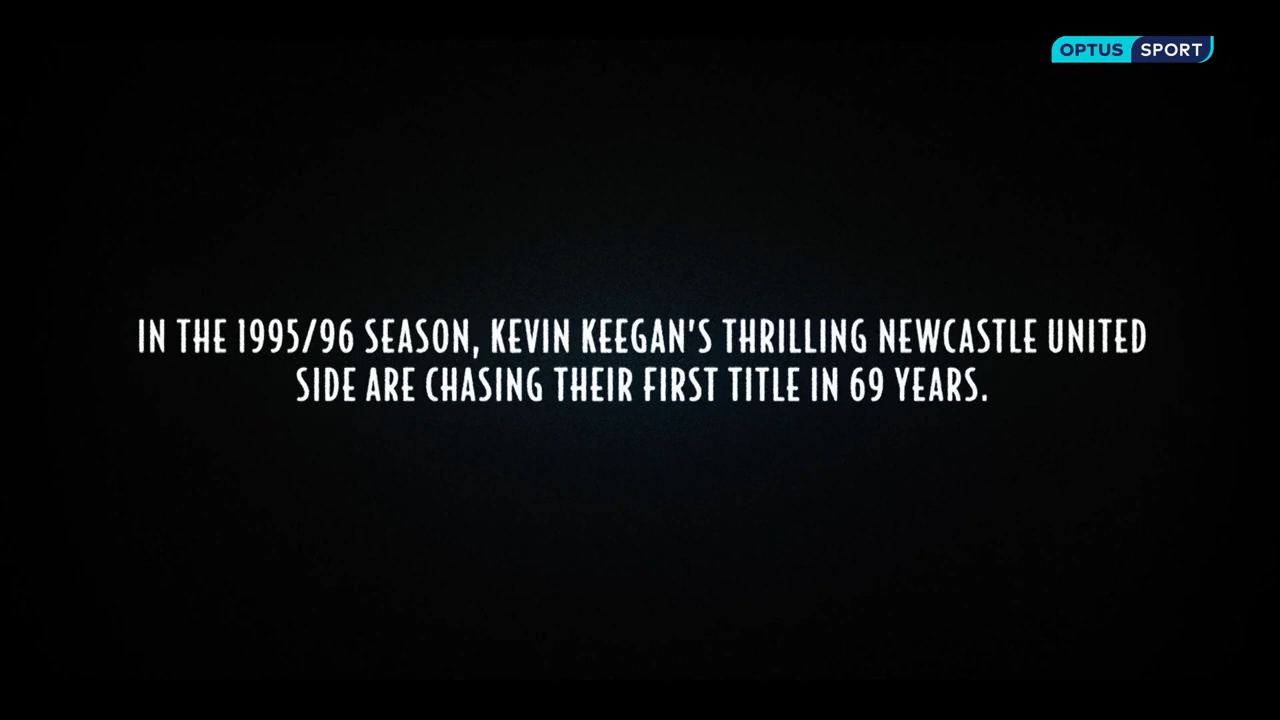 OPTUS SPORT
IN THE 1995/96 SEASON, KEVIN KEEGAN'S THRILLING NEWCASTLE UNITED
SIDE ARE CHASING THEIR FIRST TITLE IN 69 YEARS.